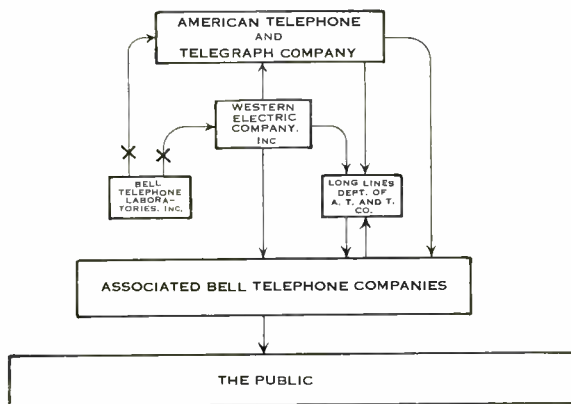 AMERICAN TELEPHONE
AND
TELEGRAPH COMPANY
WESTERN
ELECTRIC
COMPANY.
INC
BELL
TELEPHONE
LABORA-
TORIES. INC.
LONG LINES
DEPT. OF
A. T. AND T.
CO.
ASSOCIATED BELL TELEPHONE COMPANIES
THE PUBLIC